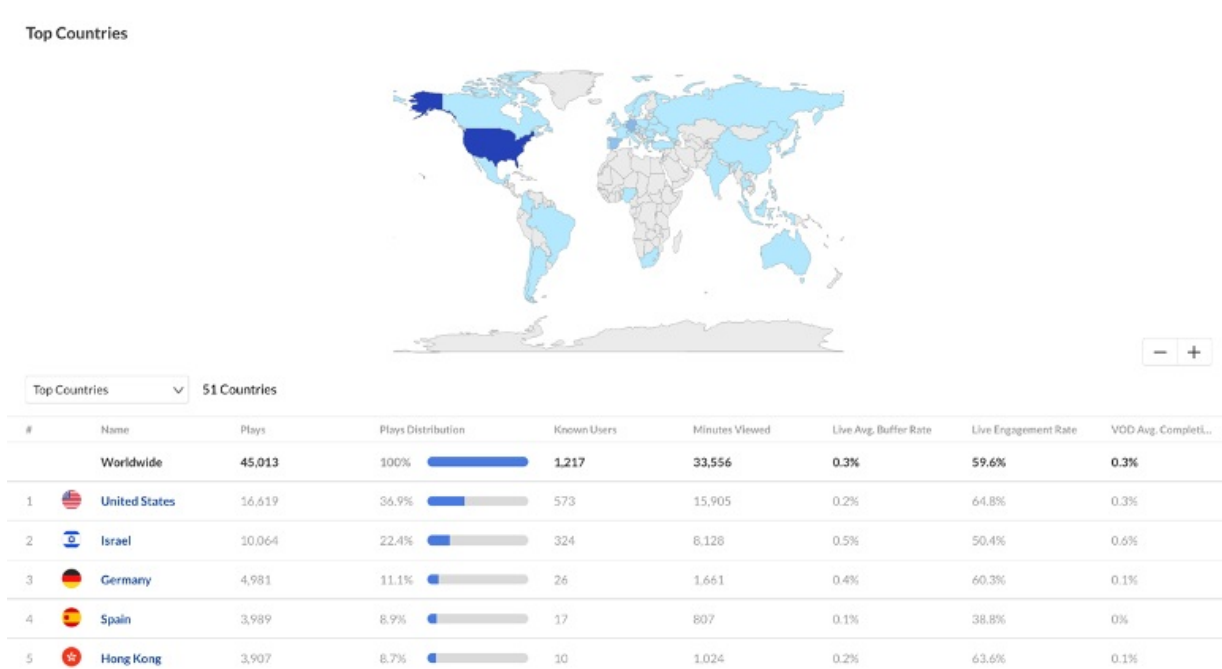 Top Countries
− +
Top Countries 51 Countries
# Name Plays Plays Distribution Known Users Minutes Viewed Live Avg. Buffer Rate Live Engagement Rate VOD Avg. Completi...
Worldwide 45,013 100% 1,217 33,556 0.3% 59.6% 0.3%
1 United States 16,619 36.9% 573 15,905 0.2% 64.8% 0.3%
2 Israel 10,064 22.4% 324 8,128 0.5% 50.4% 0.6%
3 Germany 4,981 11.1% 26 1,661 0.4% 60.3% 0.1%
4 Spain 3,989 8.9% 17 807 0.1% 38.8% 0%
5 Hong Kong 3,907 8.7% 10 1,024 0.2% 63.6% 0.1%